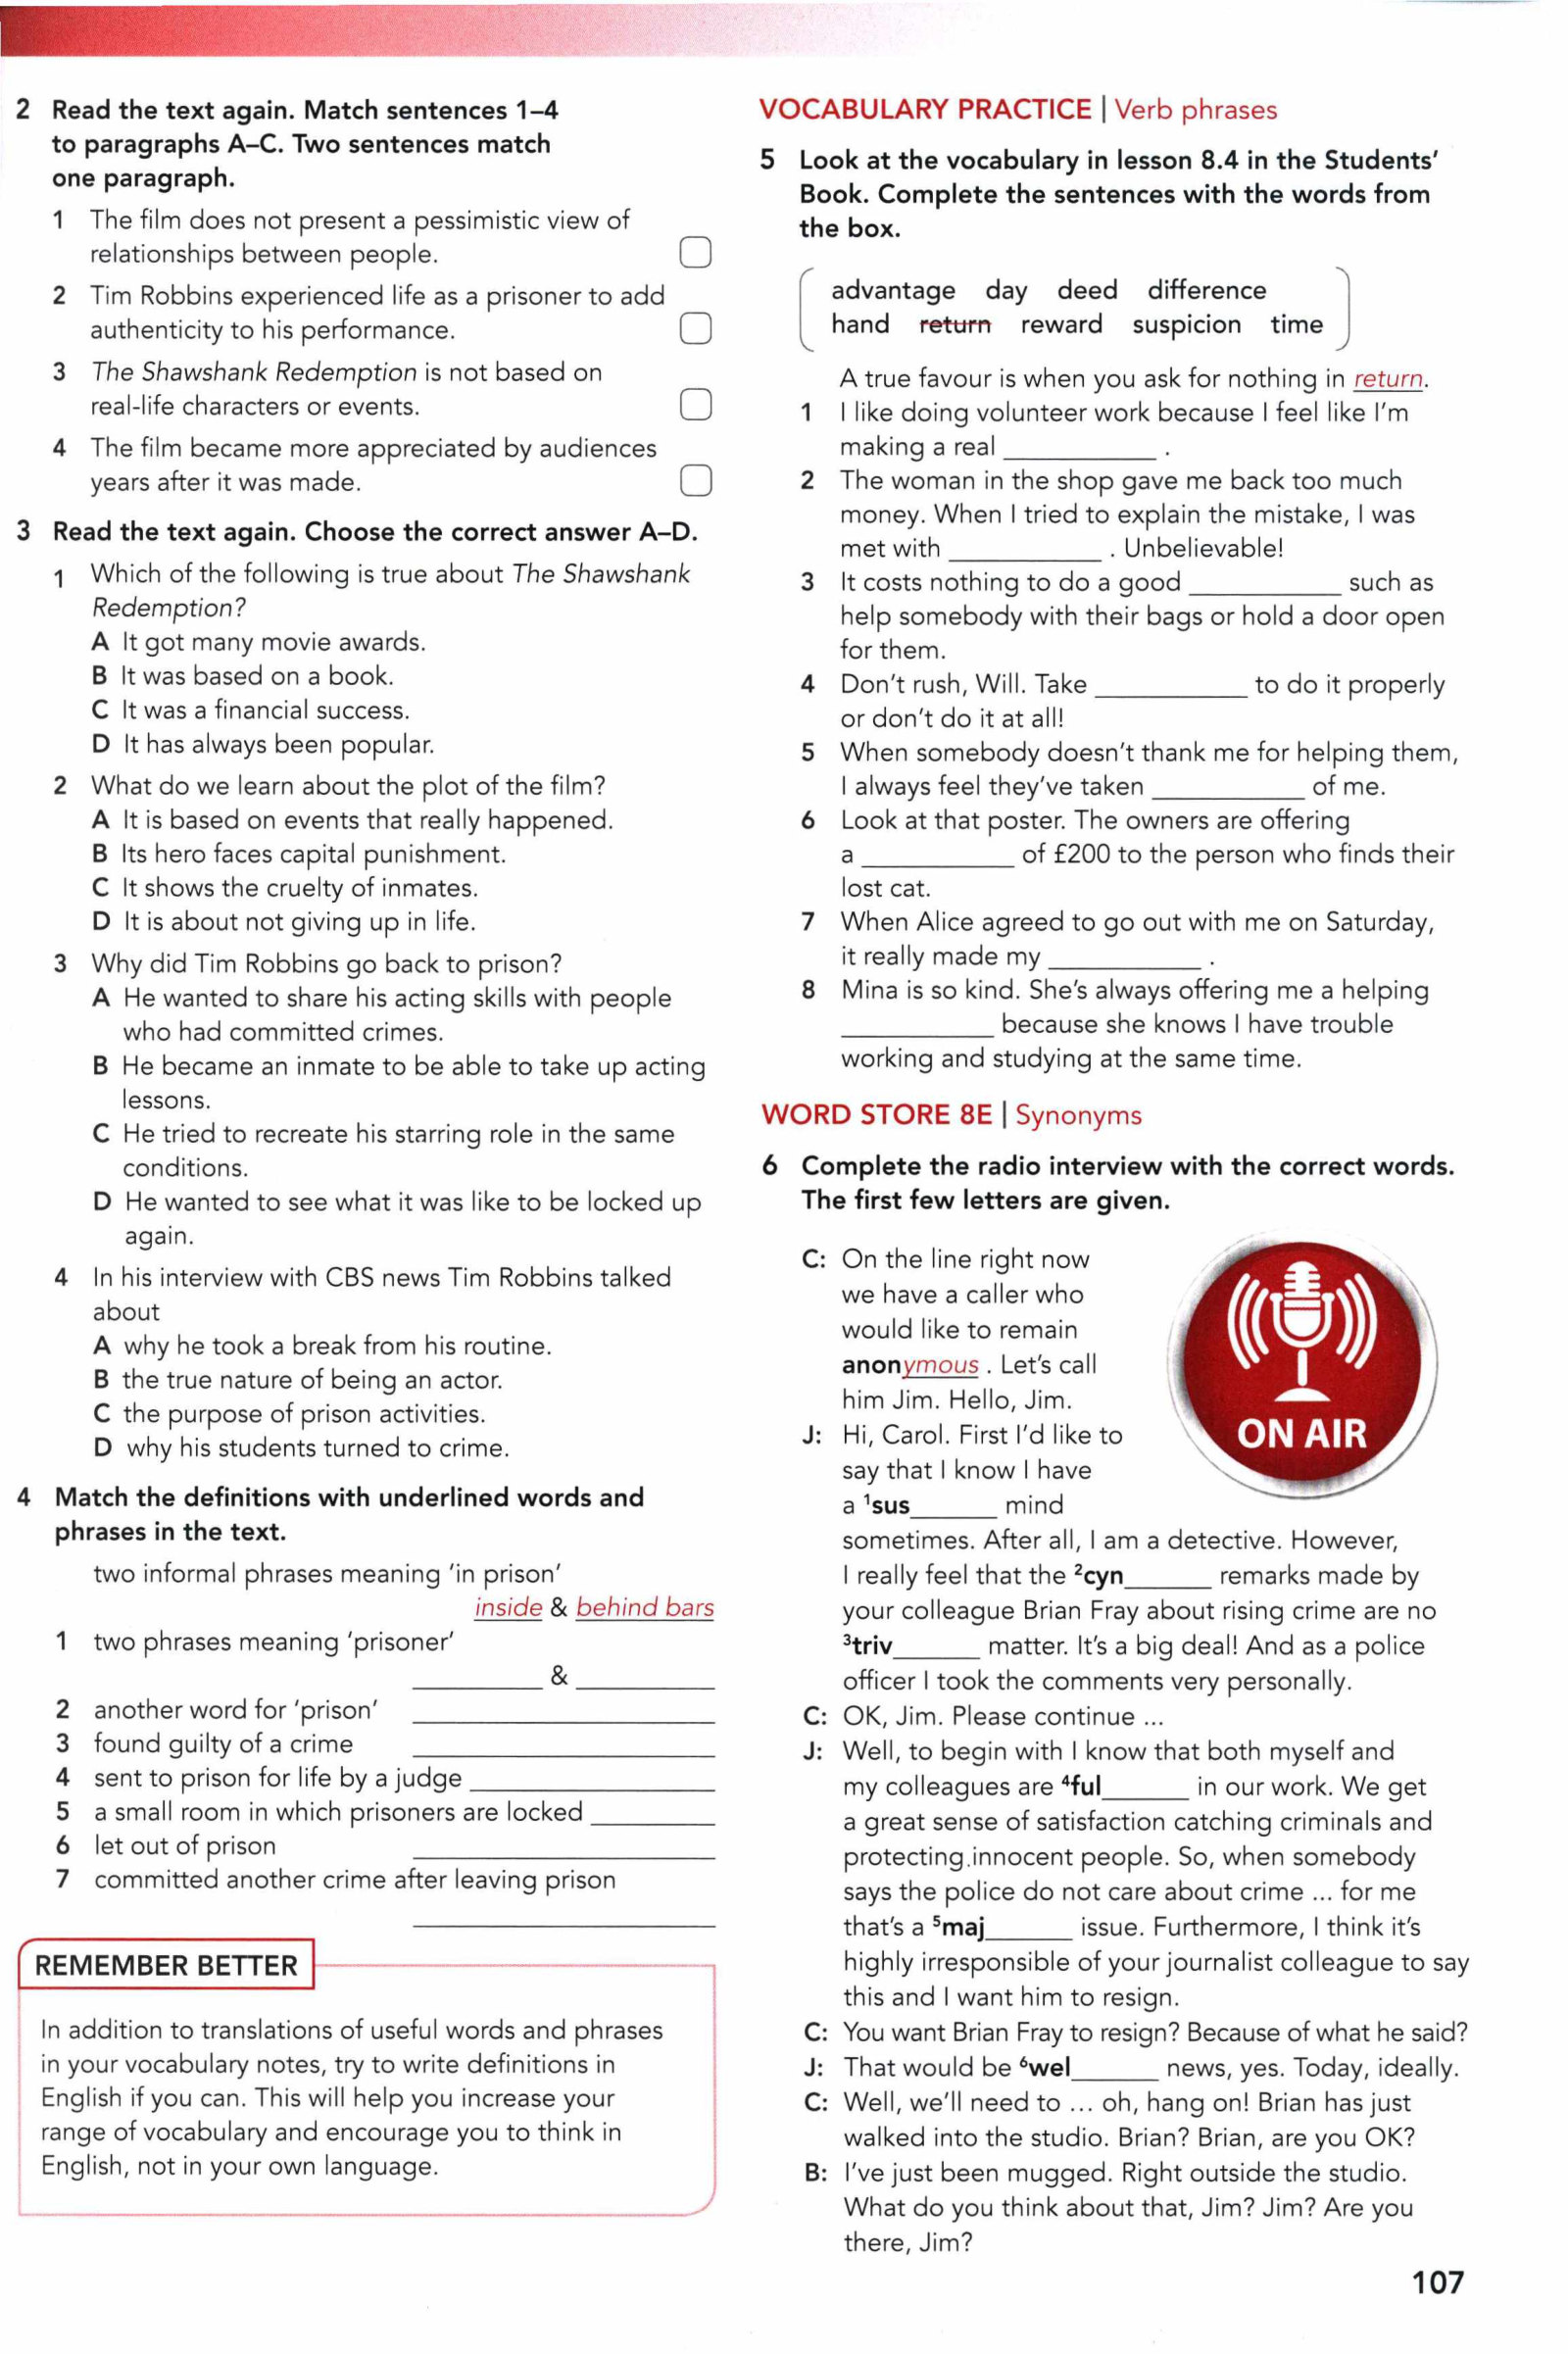 2 Read the text again. Match sentences 1–4
to paragraphs A–C. Two sentences match
one paragraph.
1 The film does not present a pessimistic view of
relationships between people.
2 Tim Robbins experienced life as a prisoner to add
authenticity to his performance.
3 The Shawshank Redemption is not based on
real-life characters or events.
4 The film became more appreciated by audiences
years after it was made.
3 Read the text again. Choose the correct answer A–D.
1 Which of the following is true about The Shawshank
Redemption?
A It got many movie awards.
B It was based on a book.
C It was a financial success.
D It has always been popular.
2 What do we learn about the plot of the film?
A It is based on events that really happened.
B Its hero faces capital punishment.
C It shows the cruelty of inmates.
D It is about not giving up in life.
3 Why did Tim Robbins go back to prison?
A He wanted to share his acting skills with people
who had committed crimes.
B He became an inmate to be able to take up acting
lessons.
C He tried to recreate his starring role in the same
conditions.
D He wanted to see what it was like to be locked up
again.
4 In his interview with CBS news Tim Robbins talked
about
A why he took a break from his routine.
B the true nature of being an actor.
C the purpose of prison activities.
D why his students turned to crime.
4 Match the definitions with underlined words and
phrases in the text.
two informal phrases meaning ‘in prison’
inside & behind bars
1 two phrases meaning ‘prisoner’
________ & ________
2 another word for ‘prison’ ________
3 found guilty of a crime ________
4 sent to prison for life by a judge ________
5 a small room in which prisoners are locked ________
6 let out of prison ________
7 committed another crime after leaving prison
________
REMEMBER BETTER
In addition to translations of useful words and phrases
in your vocabulary notes, try to write definitions in
English if you can. This will help you increase your
range of vocabulary and encourage you to think in
English, not in your own language.
VOCABULARY PRACTICE | Verb phrases
5 Look at the vocabulary in lesson 8.4 in the Students’
Book. Complete the sentences with the words from
the box.
advantage day deed difference
hand return reward suspicion time
A true favour is when you ask for nothing in return.
1 I like doing volunteer work because I feel like I’m
making a real ________ .
2 The woman in the shop gave me back too much
money. When I tried to explain the mistake, I was
met with ________ . Unbelievable!
3 It costs nothing to do a good ________ such as
help somebody with their bags or hold a door open
for them.
4 Don’t rush, Will. Take ________ to do it properly
or don’t do it at all!
5 When somebody doesn’t thank me for helping them,
I always feel they’ve taken ________ of me.
6 Look at that poster. The owners are offering
a ________ of £200 to the person who finds their
lost cat.
7 When Alice agreed to go out with me on Saturday,
it really made my ________ .
8 Mina is so kind. She’s always offering me a helping
________ because she knows I have trouble
working and studying at the same time.
WORD STORE 8E | Synonyms
6 Complete the radio interview with the correct words.
The first few letters are given.
C: On the line right now
we have a caller who
would like to remain
anonymous . Let’s call
him Jim. Hello, Jim.
J: Hi, Carol. First I’d like to
say that I know I have
a ¹sus______ mind
sometimes. After all, I am a detective. However,
I really feel that the ²cyn______ remarks made by
your colleague Brian Fray about rising crime are no
³triv______ matter. It’s a big deal! And as a police
officer I took the comments very personally.
C: OK, Jim. Please continue ...
J: Well, to begin with I know that both myself and
my colleagues are ⁴ful______ in our work. We get
a great sense of satisfaction catching criminals and
protecting innocent people. So, when somebody
says the police do not care about crime ... for me
that’s a ⁵maj______ issue. Furthermore, I think it’s
highly irresponsible of your journalist colleague to say
this and I want him to resign.
C: You want Brian Fray to resign? Because of what he said?
J: That would be ⁶wel______ news, yes. Today, ideally.
C: Well, we’ll need to ... oh, hang on! Brian has just
walked into the studio. Brian? Brian, are you OK?
B: I’ve just been mugged. Right outside the studio.
What do you think about that, Jim? Jim? Are you
there, Jim?
ON AIR
107